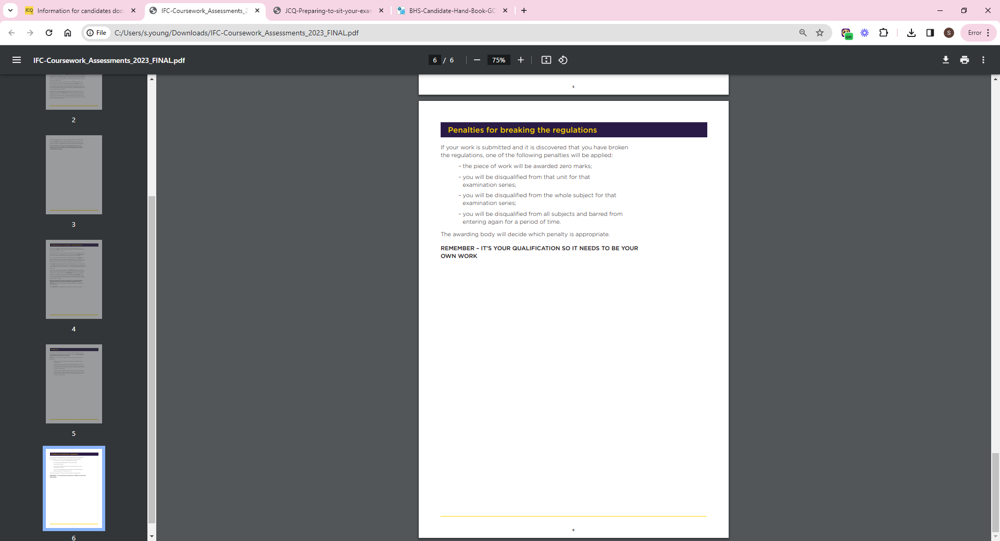 Information for candidates docu
IFC-Coursework_Assessments_2
JCQ-Preparing-to-sit-your-exan
BHS-Candidate-Hand-Book-GC
File
C:/Users/s.young/Downloads/IFC-Coursework_Assessments_2023_FINAL.pdf
on
S
Error
IFC-Coursework_Assessments_2023_FINAL.pdf
6 / 6
75%
2
3
4
5
6
5
Penalties for breaking the regulations
If your work is submitted and it is discovered that you have broken
the regulations, one of the following penalties will be applied:
– the piece of work will be awarded zero marks;
– you will be disqualified from that unit for that
examination series;
– you will be disqualified from the whole subject for that
examination series;
– you will be disqualified from all subjects and barred from
entering again for a period of time.
The awarding body will decide which penalty is appropriate.
REMEMBER – IT’S YOUR QUALIFICATION SO IT NEEDS TO BE YOUR
OWN WORK
6